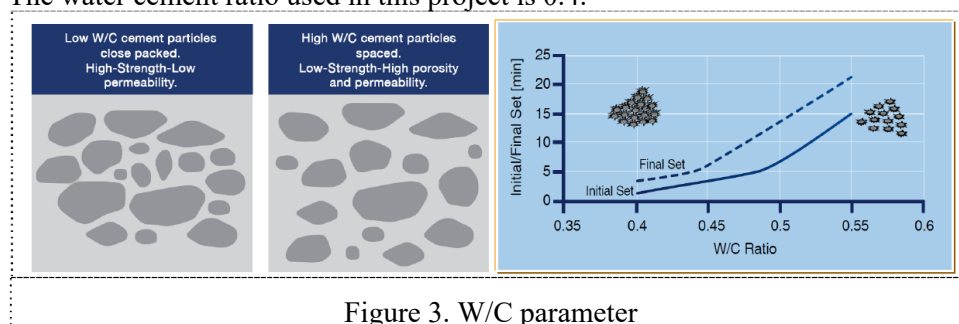 The water cement ratio used in this project is 0.4.
Low W/C cement particles
close packed.
High-Strength-Low
permeability.
High W/C cement particles
spaced.
Low-Strength-High porosity
and permeability.
Initial/Final Set [min]
25
20
15
10
5
0
Final Set
Initial Set
0.35
0.4
0.45
0.5
0.55
0.6
W/C Ratio
Figure 3. W/C parameter